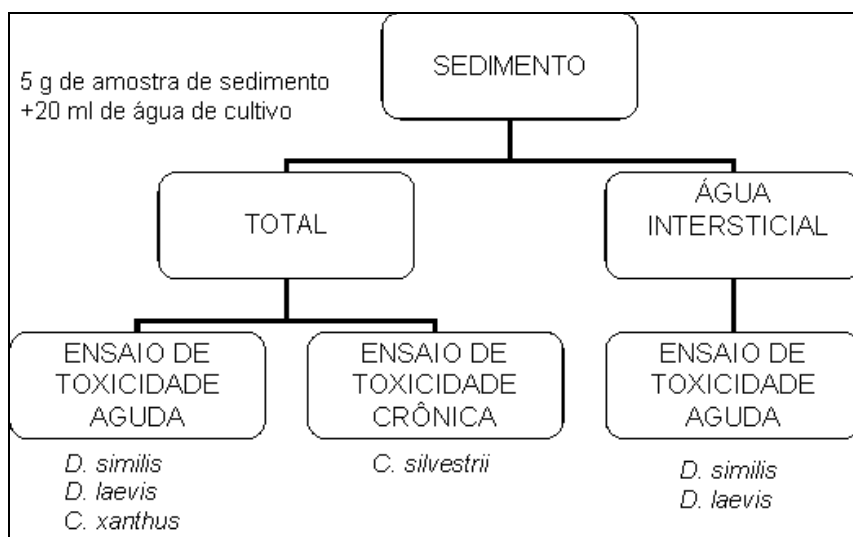 5 g de amostra de sedimento
+20 ml de água de cultivo
SEDIMENTO
TOTAL
ÁGUA
INTERSTICIAL
ENSAIO DE
TOXICIDADE
AGUDA
ENSAIO DE
TOXICIDADE
CRÔNICA
ENSAIO DE
TOXICIDADE
AGUDA
D. similis
D. laevis
C. xanthus
C. silvestrii
D. similis
D. laevis